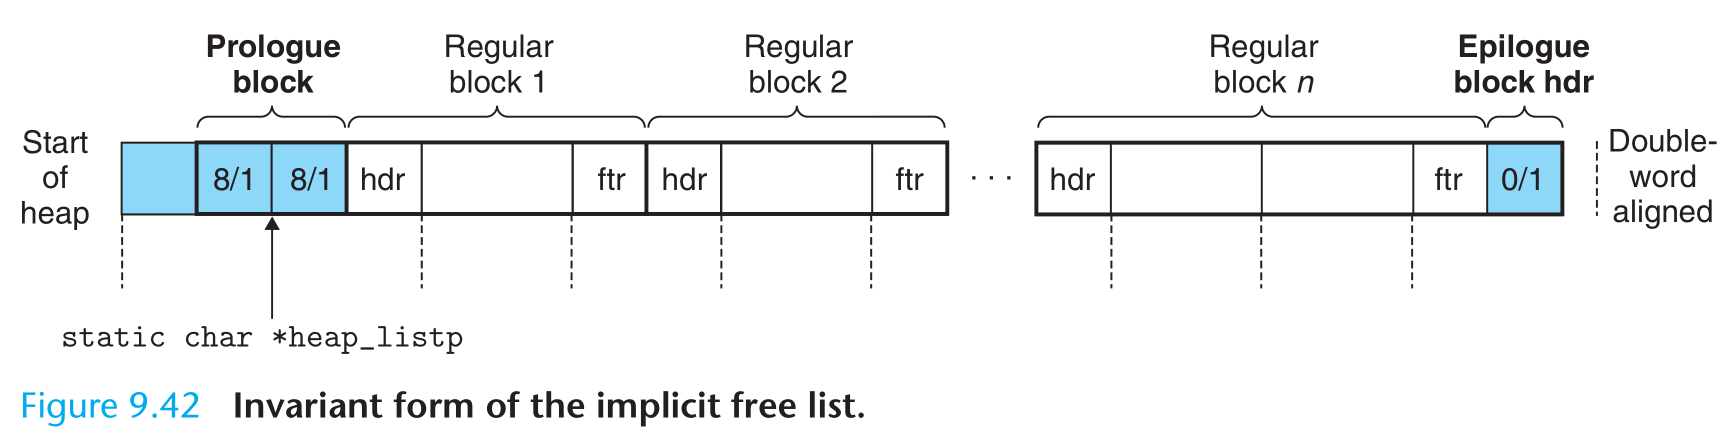 Prologue
block
Regular
block 1
Regular
block 2
Regular
block n
Epilogue
block hdr
Start
of
heap
8/1
8/1
hdr
ftr
hdr
ftr
. . .
hdr
ftr
0/1
Double-
word
aligned
static char *heap_listp
Figure 9.42 Invariant form of the implicit free list.